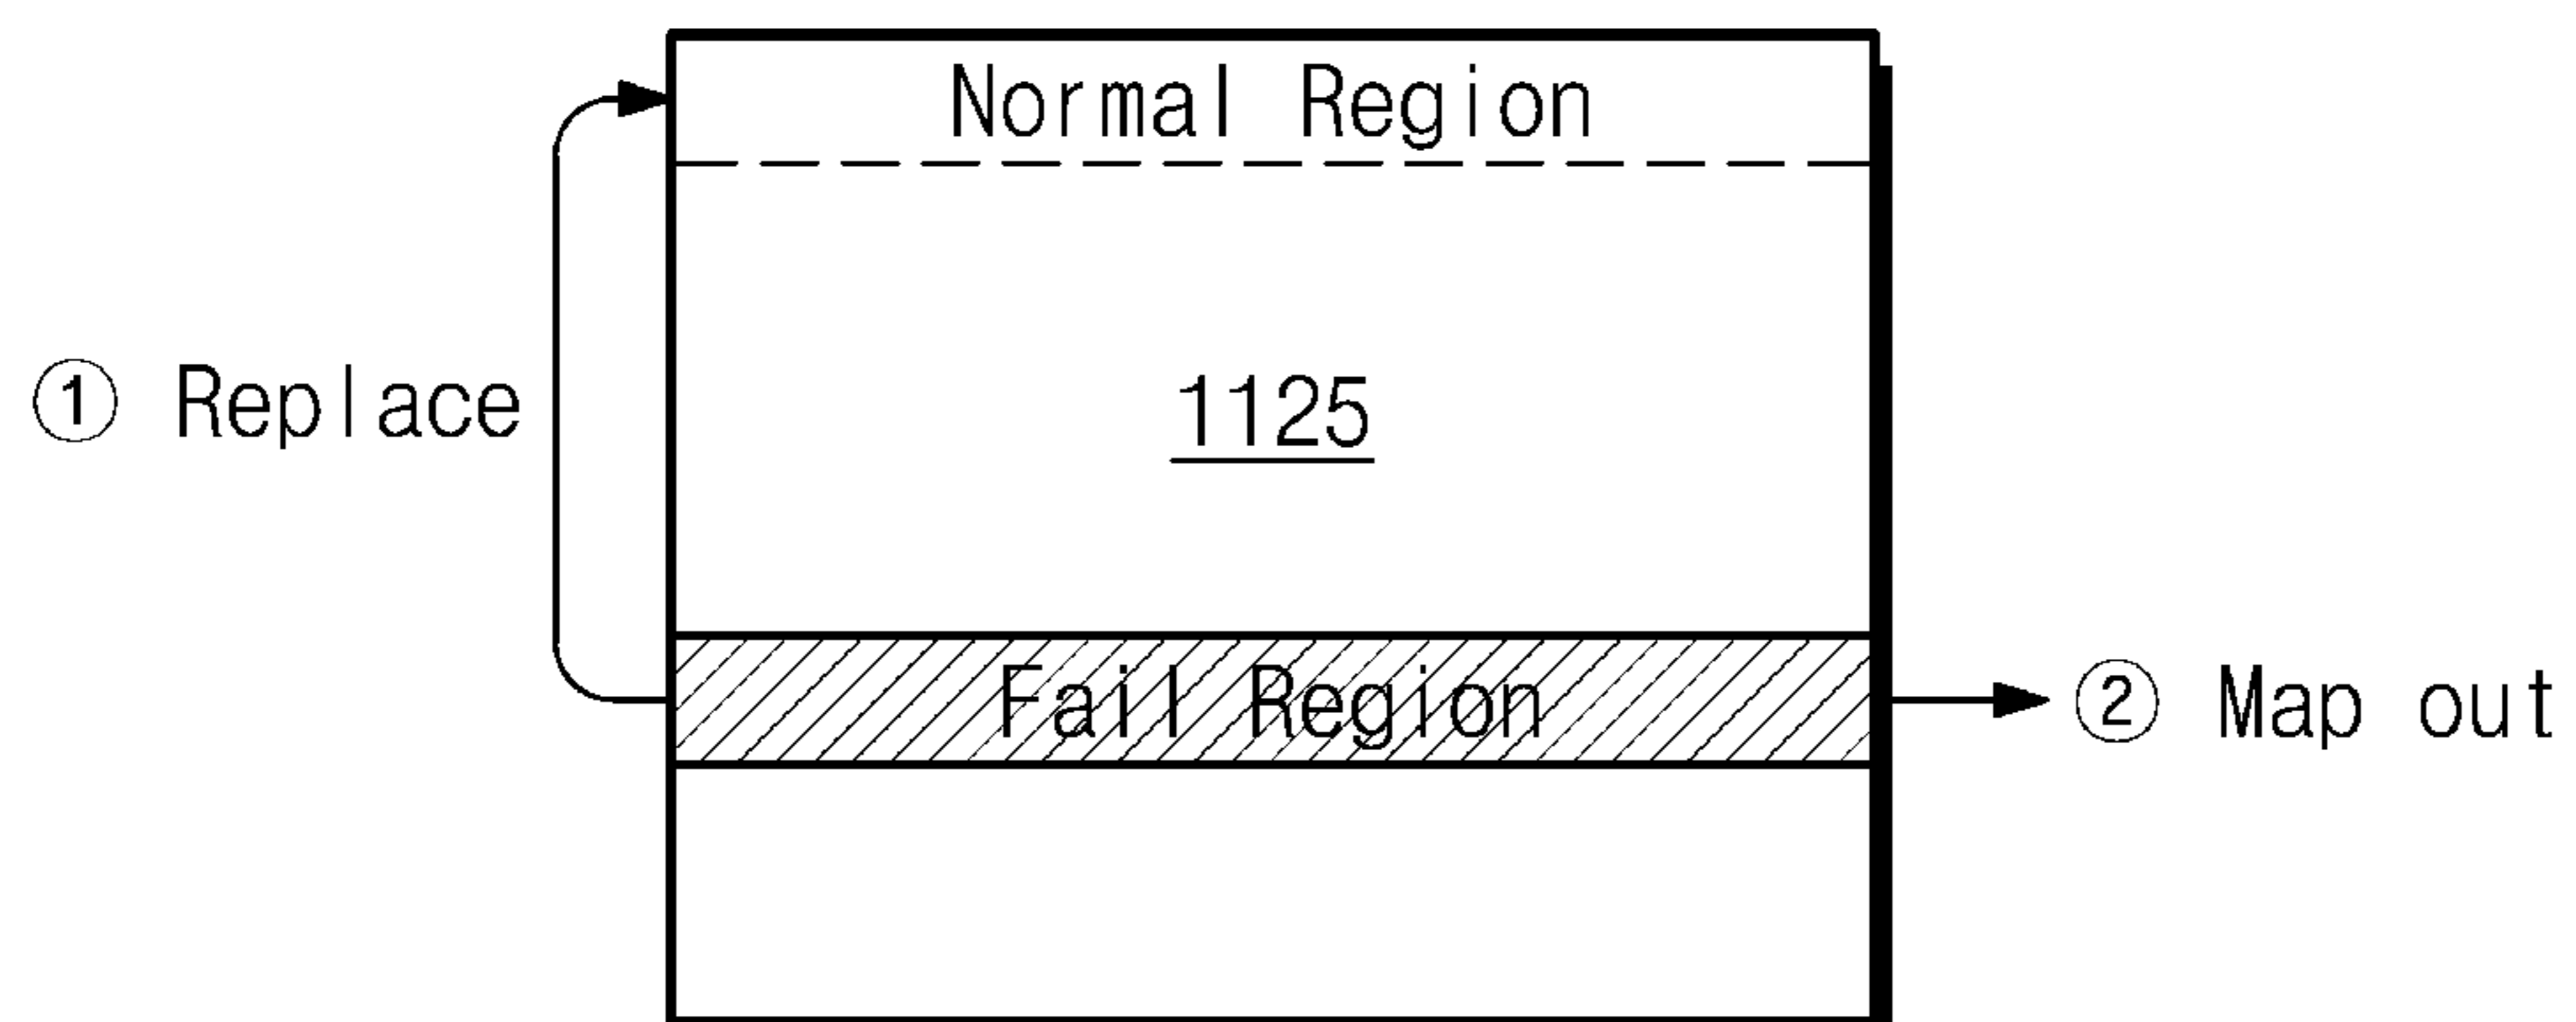 Normal Region
① Replace
1125
Fail Region
② Map out